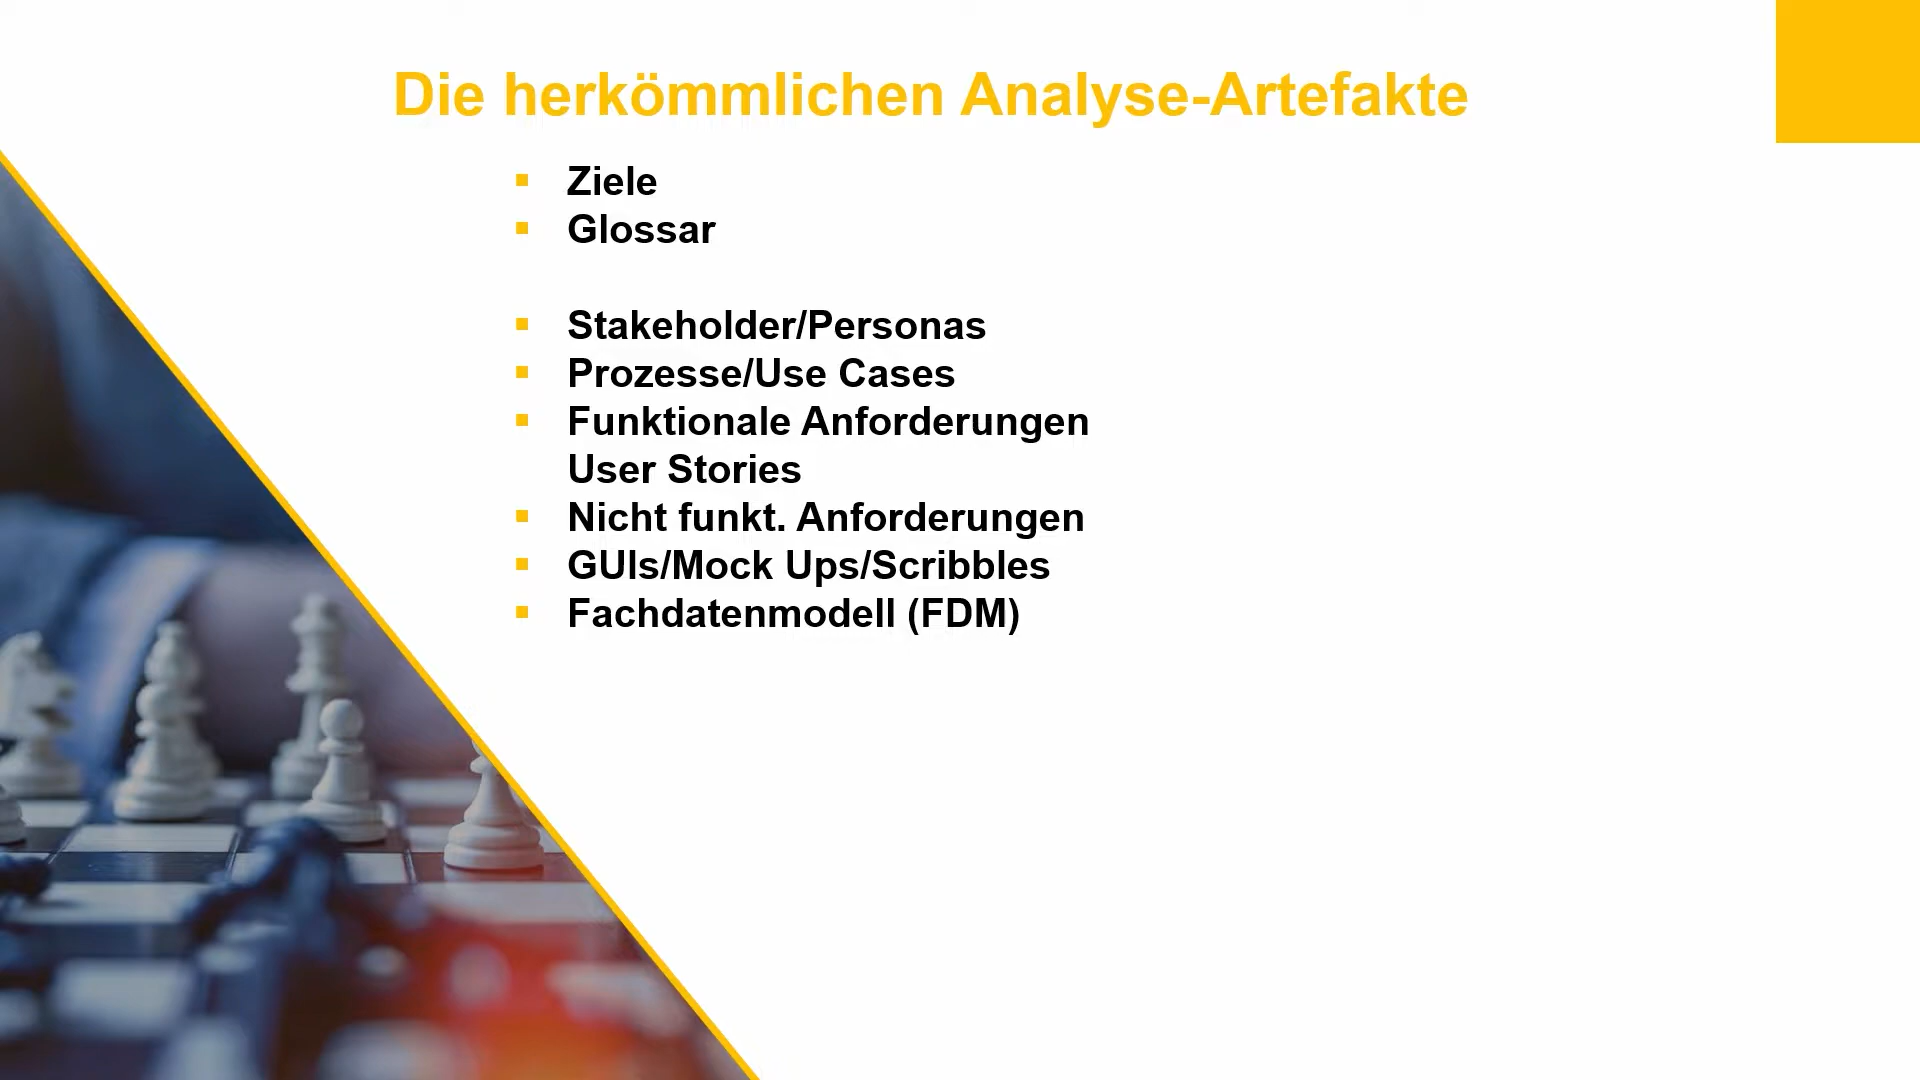 Die herkömmlichen Analyse-Artefakte
Ziele
Glossar
Stakeholder/Personas
Prozesse/Use Cases
Funktionale Anforderungen
User Stories
Nicht funkt. Anforderungen
GUIs/Mock Ups/Scribbles
Fachdatenmodell (FDM)